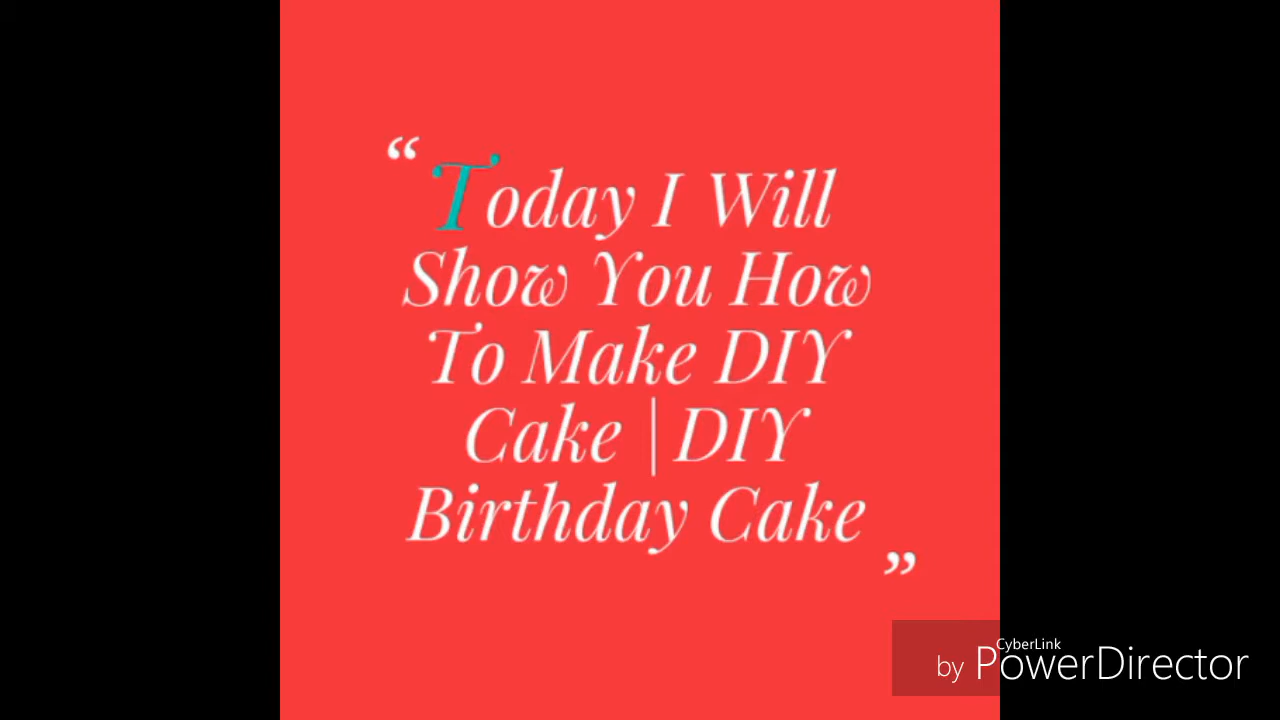 “Today I Will
Show You How
To Make DIY
Cake | DIY
Birthday Cake”
CyberLink
by PowerDirector